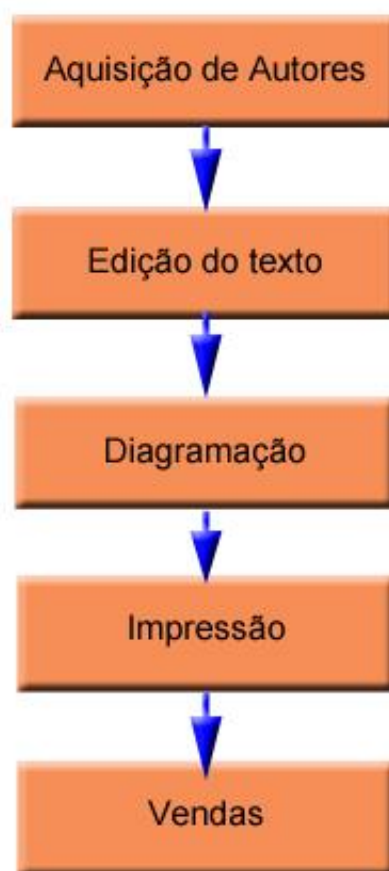 Aquisição de Autores
Edição do texto
Diagramação
Impressão
Vendas